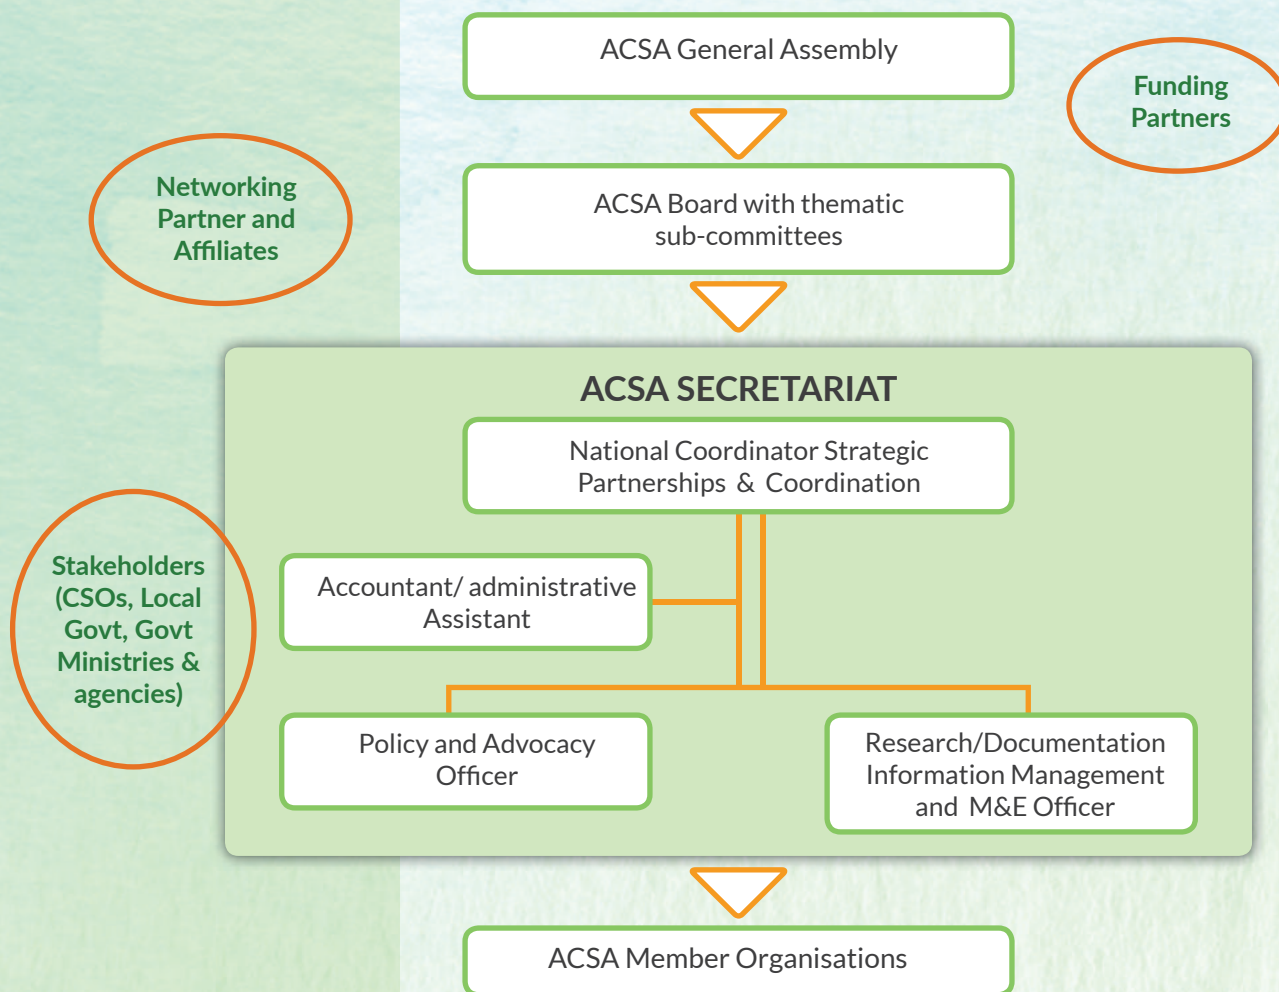 ACSA General Assembly
Funding
Partners
Networking
Partner and
Affiliates
ACSA Board with thematic
sub-committees
ACSA SECRETARIAT
National Coordinator Strategic
Partnerships & Coordination
Stakeholders
(CSOs, Local
Govt, Govt
Ministries &
agencies)
Accountant/ administrative
Assistant
Policy and Advocacy
Officer
Research/Documentation
Information Management
and M&E Officer
ACSA Member Organisations